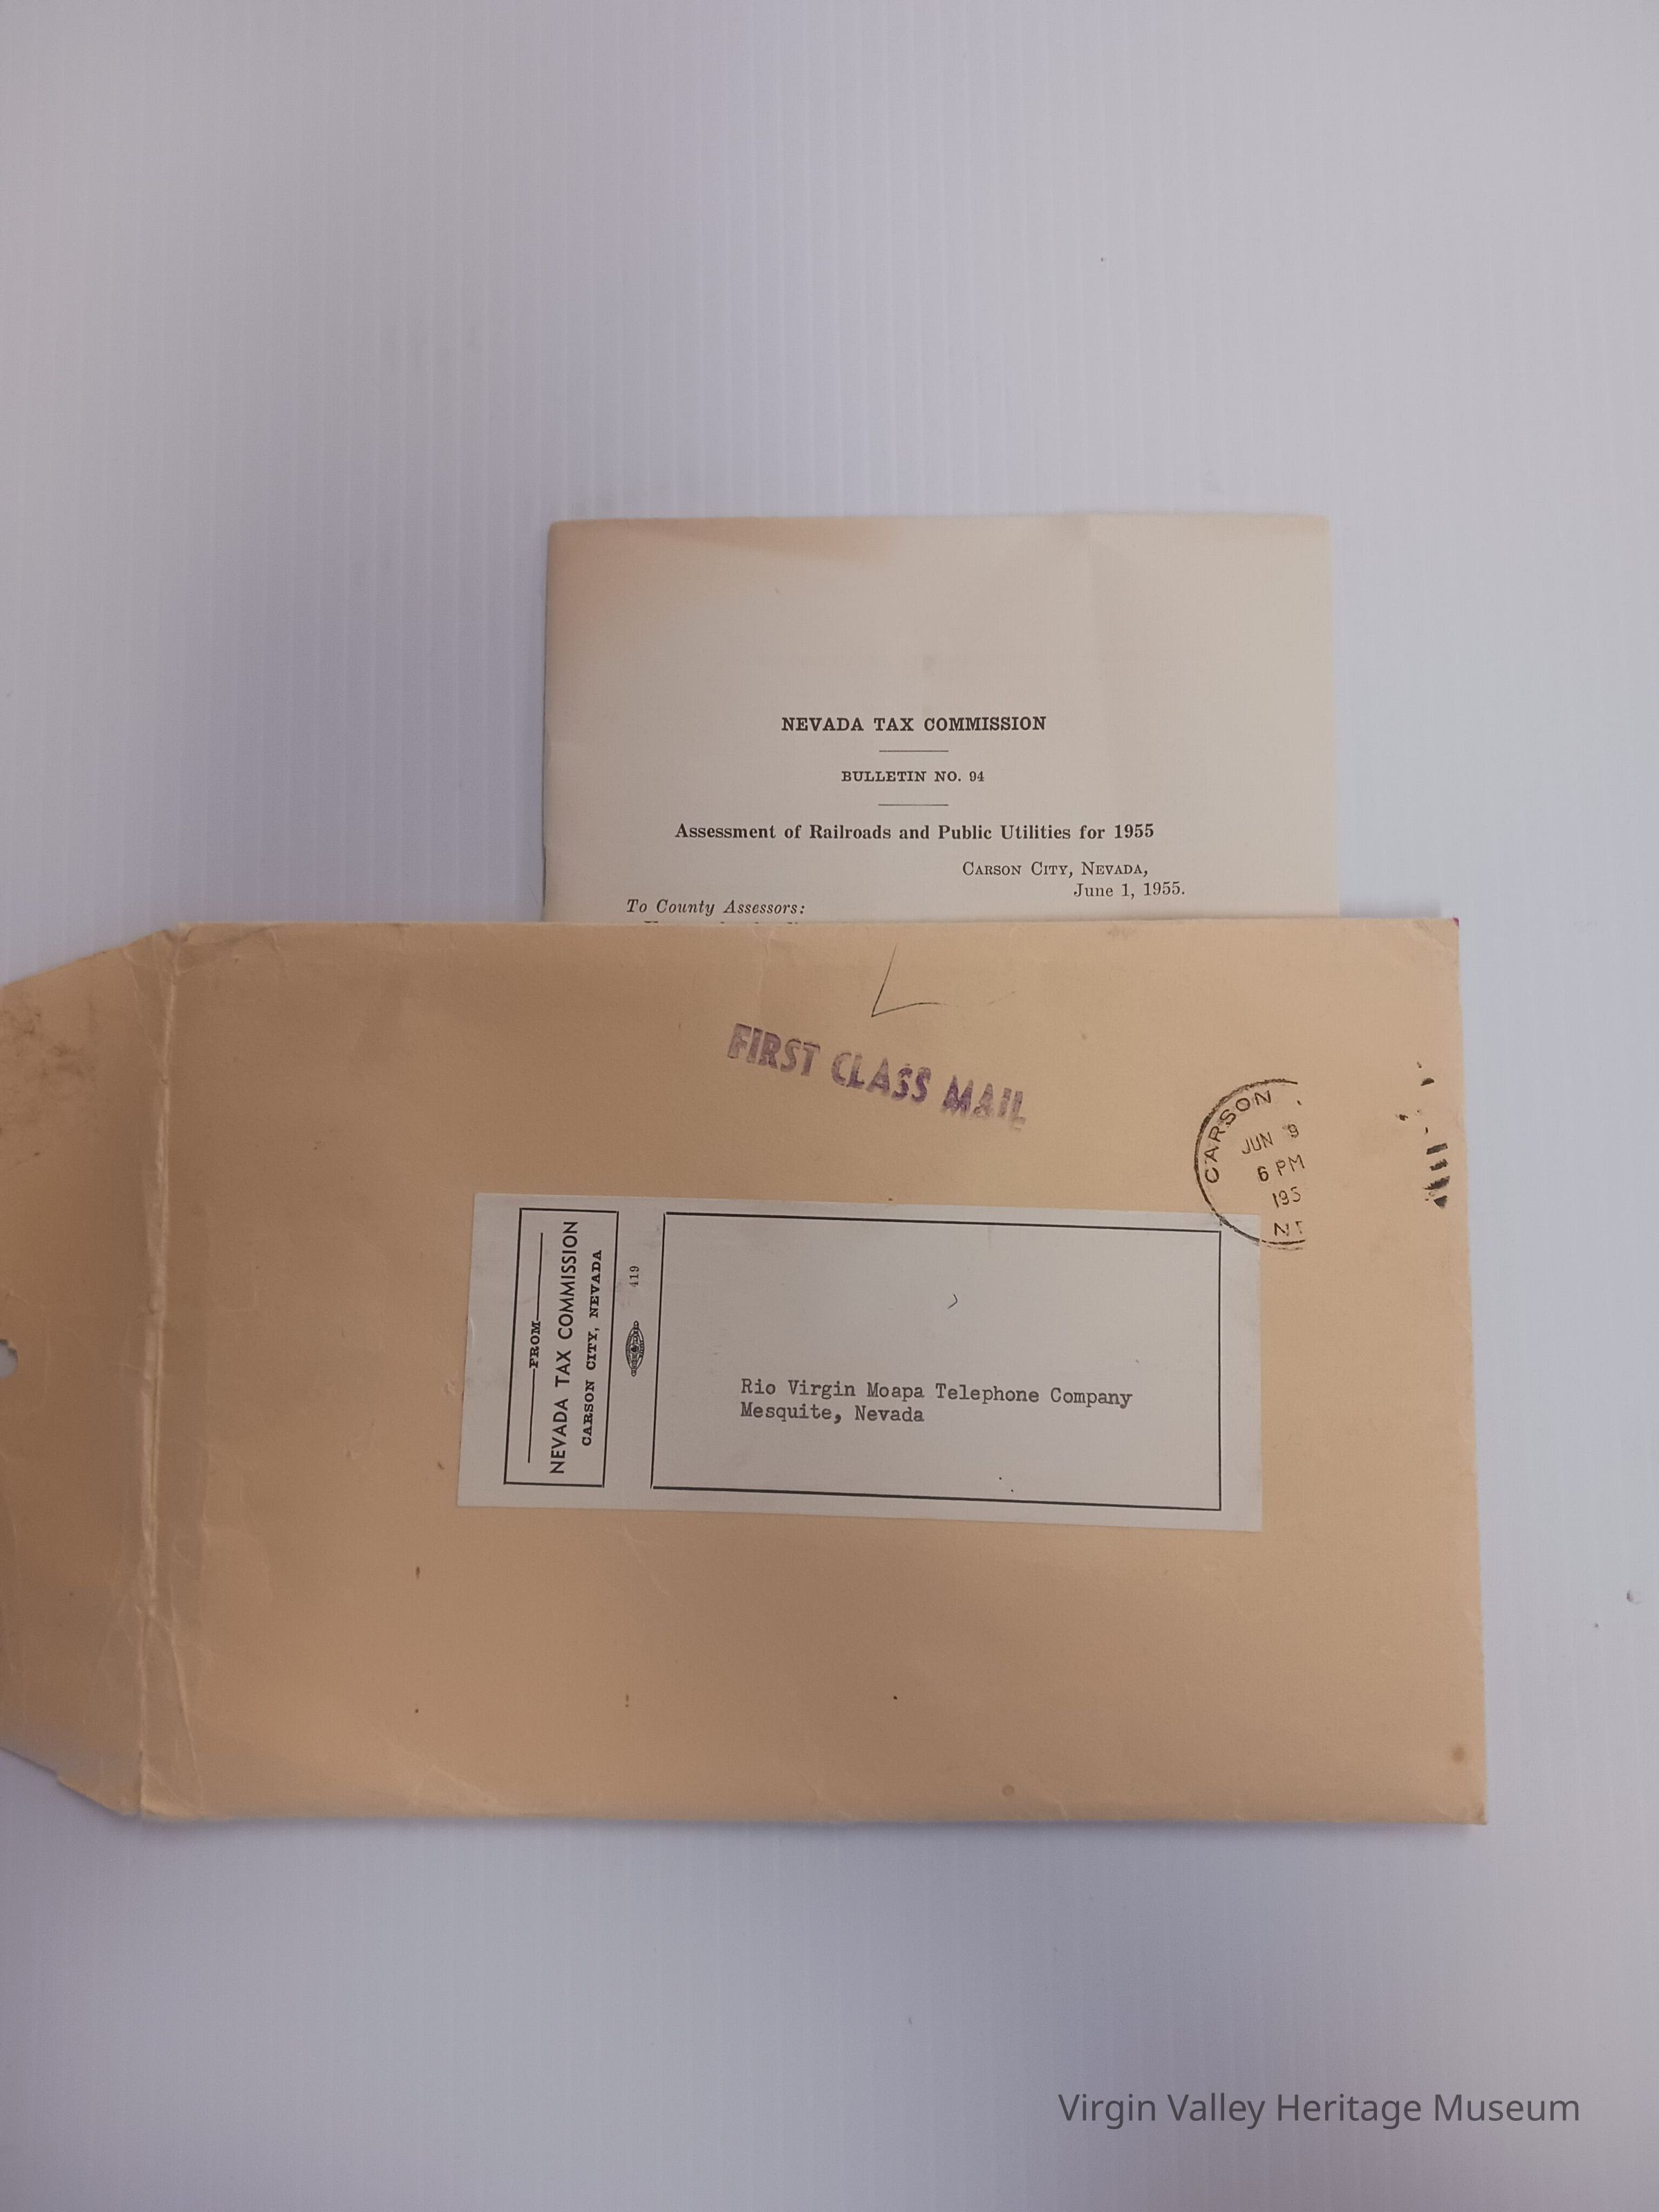 NEVADA TAX COMMISSION
BULLETIN NO. 94
Assessment of Railroads and Public Utilities for 1955
CARSON CITY, NEVADA,
June 1, 1955.
To County Assessors:
FIRST CLASS MAIL
CARSON
JUN 9
6 PM
195
FROM
NEVADA TAX COMMISSION
CARSON CITY, NEVADA
419
Rio Virgin Moapa Telephone Company
Mesquite, Nevada
Virgin Valley Heritage Museum